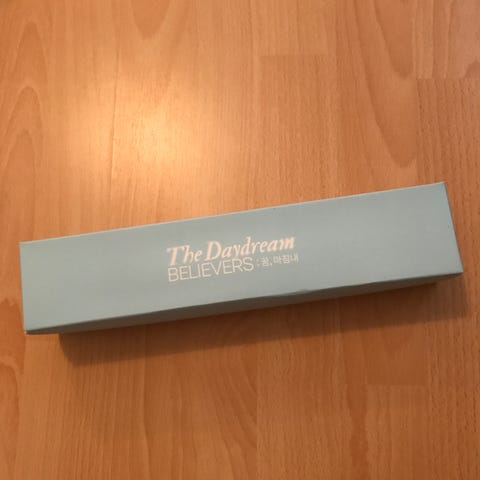 The Daydream
BELIEVERS : 꿈, 마침내